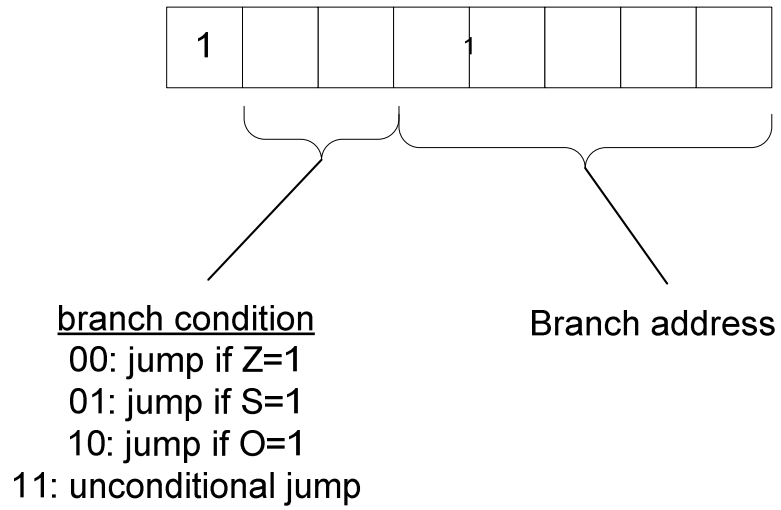 1
1
branch condition
00: jump if Z=1
01: jump if S=1
10: jump if O=1
11: unconditional jump
Branch address